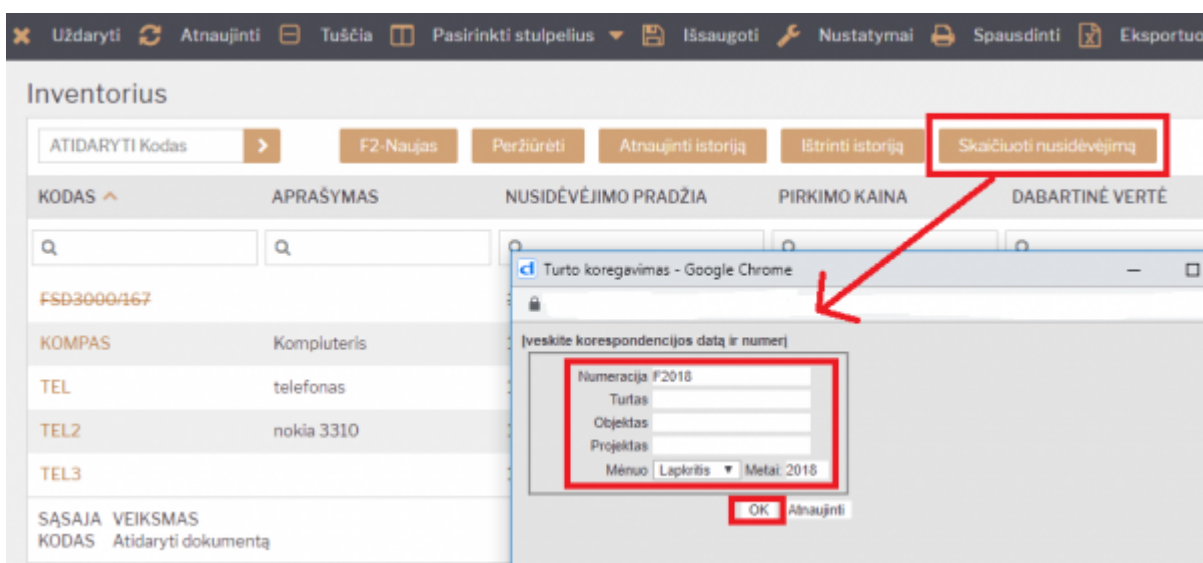 Uždaryti Atnaujinti Tuščia Pasirinkti stulpelius Išsaugoti Nustatymai Spausdinti Eksportuo
Inventorius
ATIDARYTI Kodas F2-Naujas Peržiūrėti Atnaujinti istoriją Ištrinti istoriją Skaičiuoti nusidėvėjimą
KODAS APRAŠYMAS NUSIDĖVĖJIMO PRADŽIA PIRKIMO KAINA DABARTINĖ VERTĖ
Turto koregavimas - Google Chrome
FSD3000/167
Įveskite korespondencijos datą ir numerį
KOMPAS Kompiuteris
Numeracija F2018
TEL telefonas
Turtas
Objektas
TEL2 nokia 3310
Projektas
TEL3
Mėnuo Lapkritis Metai: 2018
OK Atnaujinti
SĄSAJA VEIKSMAS
KODAS Atidaryti dokumentą